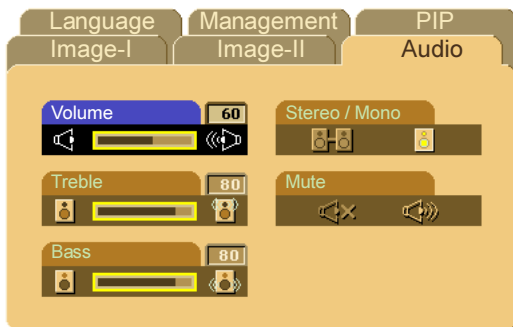 Language Management PIP
Image-I Image-II Audio
Volume 60
Stereo / Mono
Treble 80
Mute
Bass 80